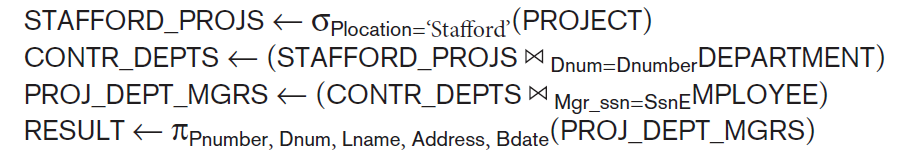 STAFFORD_PROJS ← σPlocation=‘Stafford’(PROJECT)
CONTR_DEPTS ← (STAFFORD_PROJS ⋈ Dnum=DnumberDEPARTMENT)
PROJ_DEPT_MGRS ← (CONTR_DEPTS ⋈ Mgr_ssn=SsnEMPLOYEE)
RESULT ← πPnumber, Dnum, Lname, Address, Bdate(PROJ_DEPT_MGRS)